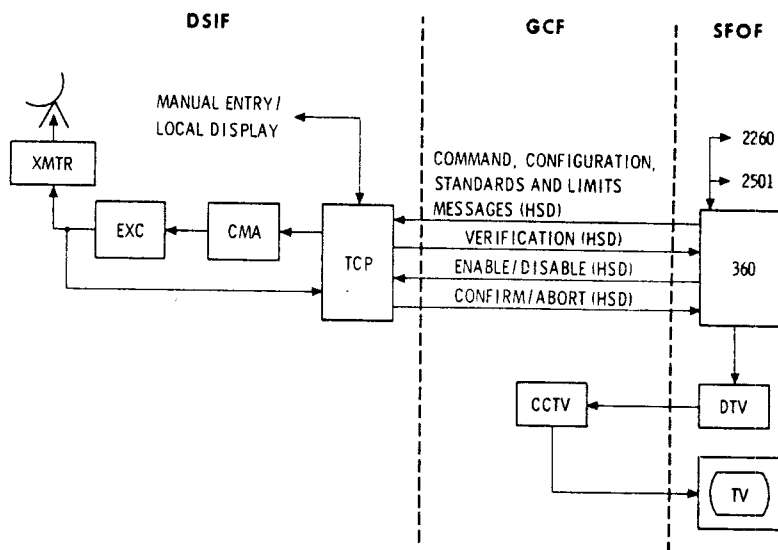 DSIF
GCF
SFOF
MANUAL ENTRY/
LOCAL DISPLAY
XMTR
EXC
CMA
TCP
COMMAND, CONFIGURATION,
STANDARDS AND LIMITS
MESSAGES (HSD)
VERIFICATION (HSD)
ENABLE/DISABLE (HSD)
CONFIRM/ABORT (HSD)
2260
2501
360
CCTV
DTV
TV